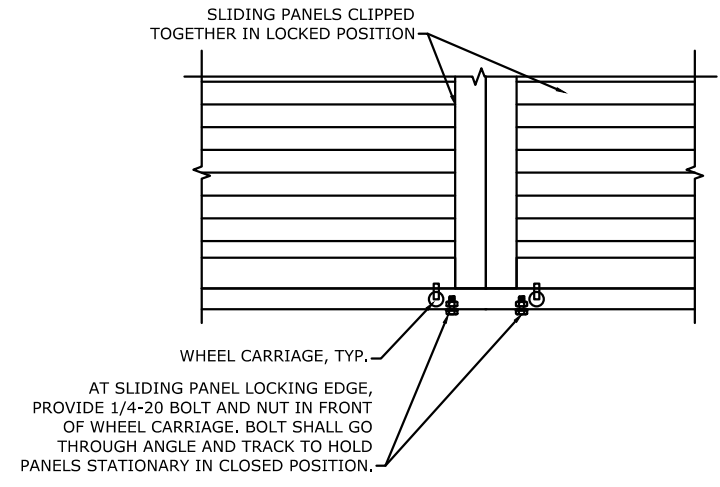 SLIDING PANELS CLIPPED
TOGETHER IN LOCKED POSITION
WHEEL CARRIAGE, TYP.
AT SLIDING PANEL LOCKING EDGE,
PROVIDE 1/4-20 BOLT AND NUT IN FRONT
OF WHEEL CARRIAGE. BOLT SHALL GO
THROUGH ANGLE AND TRACK TO HOLD
PANELS STATIONARY IN CLOSED POSITION.